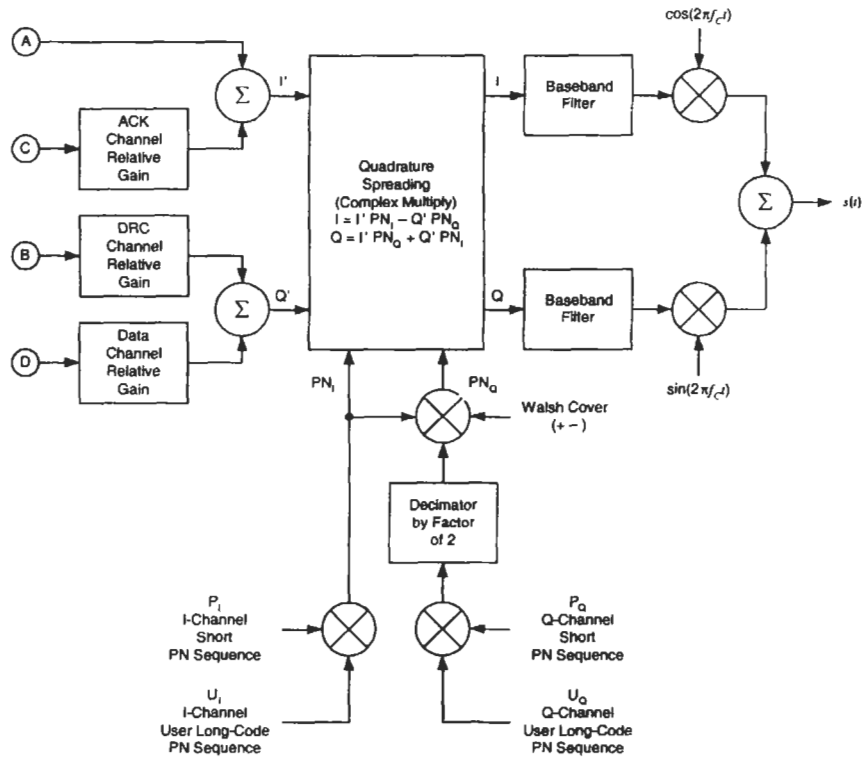 cos(2πf_C t)
A
Σ
I'
I
Baseband
Filter
C
ACK
Channel
Relative
Gain
Quadrature
Spreading
(Complex Multiply)
I = I' PN_I − Q' PN_Q
Q = I' PN_Q + Q' PN_I
Σ
s(t)
B
DRC
Channel
Relative
Gain
Σ
Q'
Q
Baseband
Filter
D
Data
Channel
Relative
Gain
sin(2πf_C t)
PN_I
PN_Q
Walsh Cover
(+ −)
Decimator
by Factor
of 2
P_I
I-Channel
Short
PN Sequence
P_Q
Q-Channel
Short
PN Sequence
U_I
I-Channel
User Long-Code
PN Sequence
U_Q
Q-Channel
User Long-Code
PN Sequence